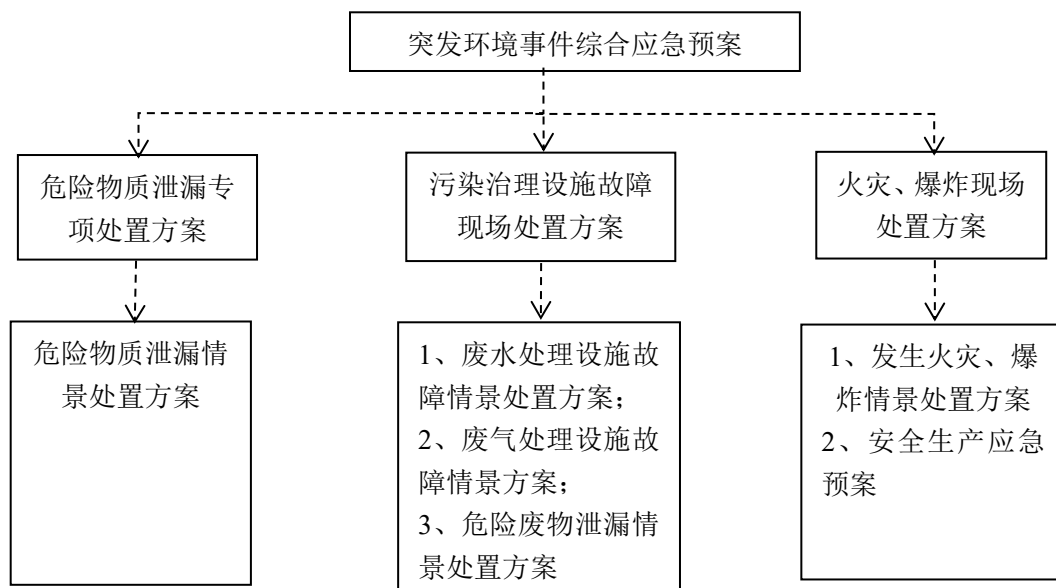 突发环境事件综合应急预案
危险物质泄漏专
项处置方案
污染治理设施故障
现场处置方案
火灾、爆炸现场
处置方案
危险物质泄漏情
景处置方案
1、废水处理设施故
障情景处置方案；
2、废气处理设施故
障情景方案；
3、危险废物泄漏情
景处置方案
1、发生火灾、爆
炸情景处置方案
2、安全生产应急
预案